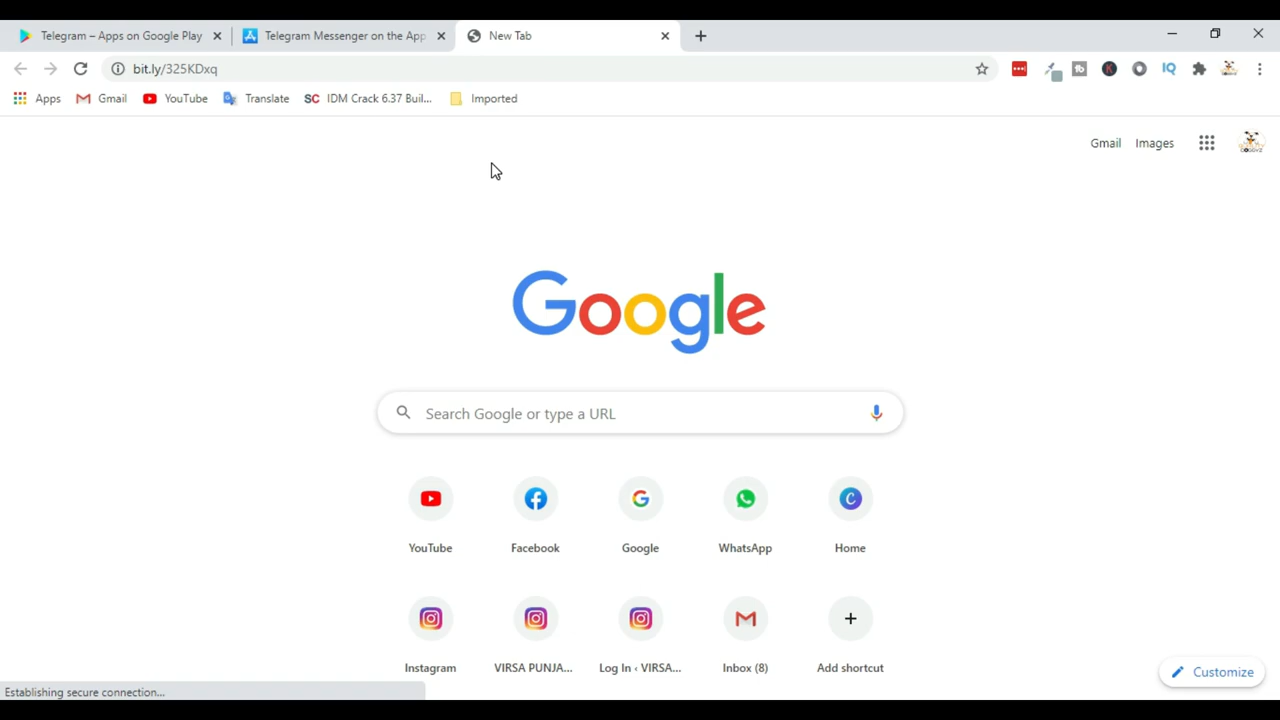 Telegram – Apps on Google Play
Telegram Messenger on the App
New Tab
bit.ly/325KDxq
Apps
Gmail
YouTube
Translate
SC
IDM Crack 6.37 Buil...
Imported
IQ
Gmail
Images
Google
Search Google or type a URL
YouTube
Facebook
Google
WhatsApp
Home
Instagram
VIRSA PUNJA...
Log In ‹ VIRSA...
Inbox (8)
Add shortcut
Customize
Establishing secure connection...